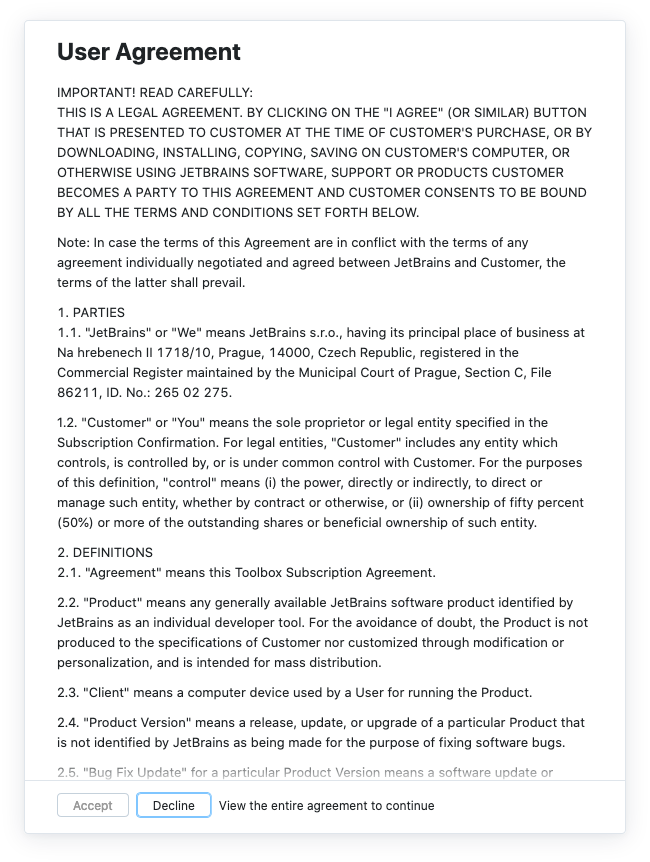 User Agreement
IMPORTANT! READ CAREFULLY:
THIS IS A LEGAL AGREEMENT. BY CLICKING ON THE "I AGREE" (OR SIMILAR) BUTTON
THAT IS PRESENTED TO CUSTOMER AT THE TIME OF CUSTOMER'S PURCHASE, OR BY
DOWNLOADING, INSTALLING, COPYING, SAVING ON CUSTOMER'S COMPUTER, OR
OTHERWISE USING JETBRAINS SOFTWARE, SUPPORT OR PRODUCTS CUSTOMER
BECOMES A PARTY TO THIS AGREEMENT AND CUSTOMER CONSENTS TO BE BOUND
BY ALL THE TERMS AND CONDITIONS SET FORTH BELOW.
Note: In case the terms of this Agreement are in conflict with the terms of any
agreement individually negotiated and agreed between JetBrains and Customer, the
terms of the latter shall prevail.
1. PARTIES
1.1. "JetBrains" or "We" means JetBrains s.r.o., having its principal place of business at
Na hrebenech II 1718/10, Prague, 14000, Czech Republic, registered in the
Commercial Register maintained by the Municipal Court of Prague, Section C, File
86211, ID. No.: 265 02 275.
1.2. "Customer" or "You" means the sole proprietor or legal entity specified in the
Subscription Confirmation. For legal entities, "Customer" includes any entity which
controls, is controlled by, or is under common control with Customer. For the purposes
of this definition, "control" means (i) the power, directly or indirectly, to direct or
manage such entity, whether by contract or otherwise, or (ii) ownership of fifty percent
(50%) or more of the outstanding shares or beneficial ownership of such entity.
2. DEFINITIONS
2.1. "Agreement" means this Toolbox Subscription Agreement.
2.2. "Product" means any generally available JetBrains software product identified by
JetBrains as an individual developer tool. For the avoidance of doubt, the Product is not
produced to the specifications of Customer nor customized through modification or
personalization, and is intended for mass distribution.
2.3. "Client" means a computer device used by a User for running the Product.
2.4. "Product Version" means a release, update, or upgrade of a particular Product that
is not identified by JetBrains as being made for the purpose of fixing software bugs.
2.5. "Bug Fix Update" for a particular Product Version means a software update or
Accept Decline View the entire agreement to continue